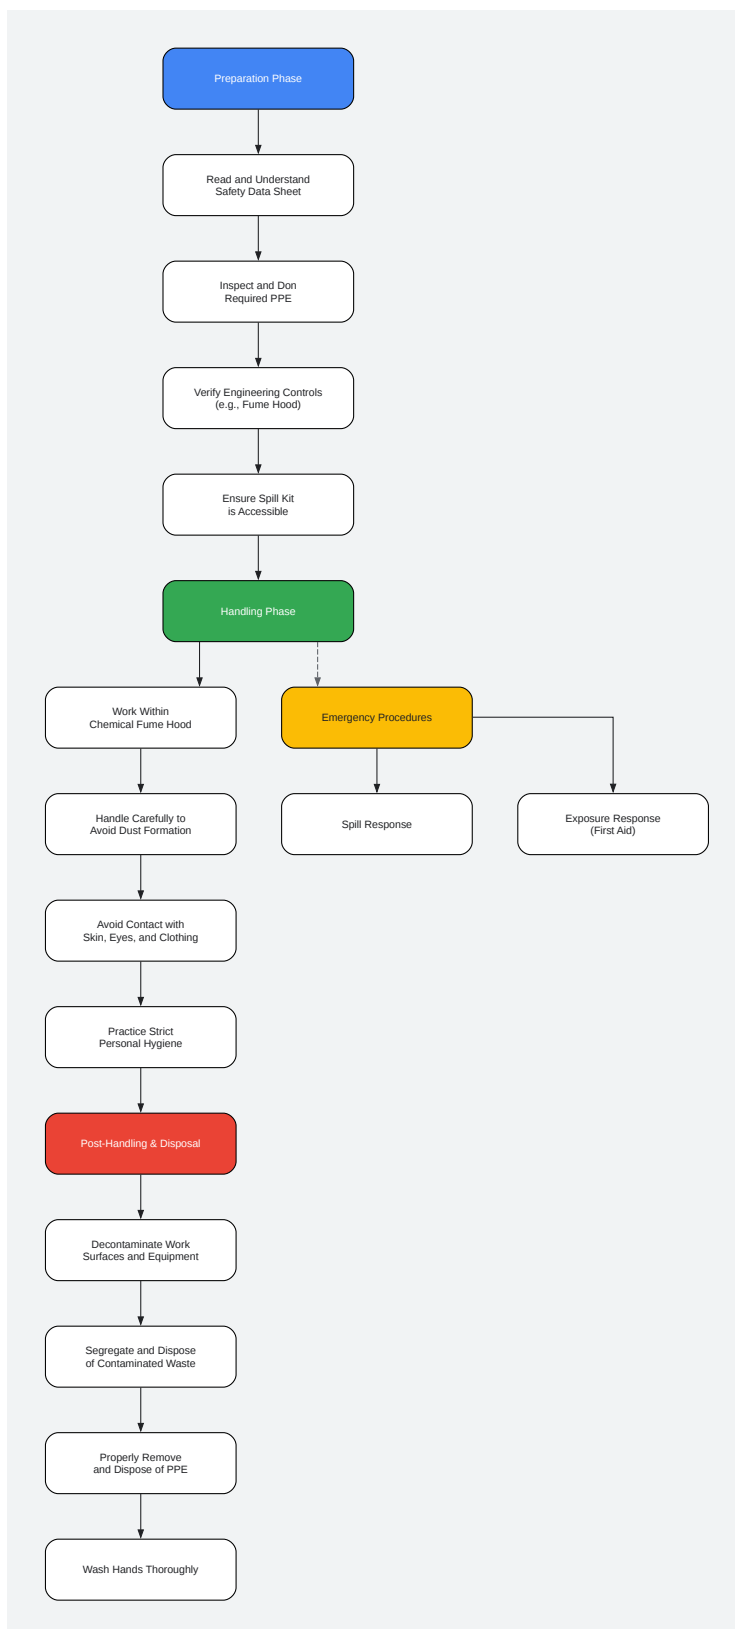 Preparation Phase
Read and Understand
Safety Data Sheet
Inspect and Don
Required PPE
Verify Engineering Controls
(e.g., Fume Hood)
Ensure Spill Kit
is Accessible
Handling Phase
Work Within
Chemical Fume Hood
Emergency Procedures
Handle Carefully to
Avoid Dust Formation
Spill Response
Exposure Response
(First Aid)
Avoid Contact with
Skin, Eyes, and Clothing
Practice Strict
Personal Hygiene
Post-Handling & Disposal
Decontaminate Work
Surfaces and Equipment
Segregate and Dispose
of Contaminated Waste
Properly Remove
and Dispose of PPE
Wash Hands Thoroughly